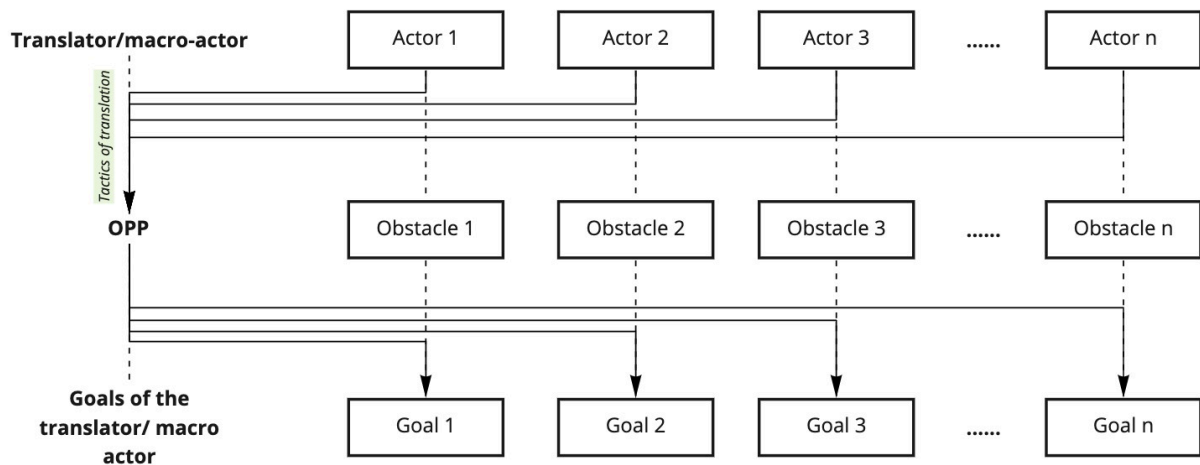 Translator/macro-actor
Actor 1
Actor 2
Actor 3
......
Actor n
Tactics of translation
OPP
Obstacle 1
Obstacle 2
Obstacle 3
......
Obstacle n
Goals of the
translator/ macro
actor
Goal 1
Goal 2
Goal 3
......
Goal n